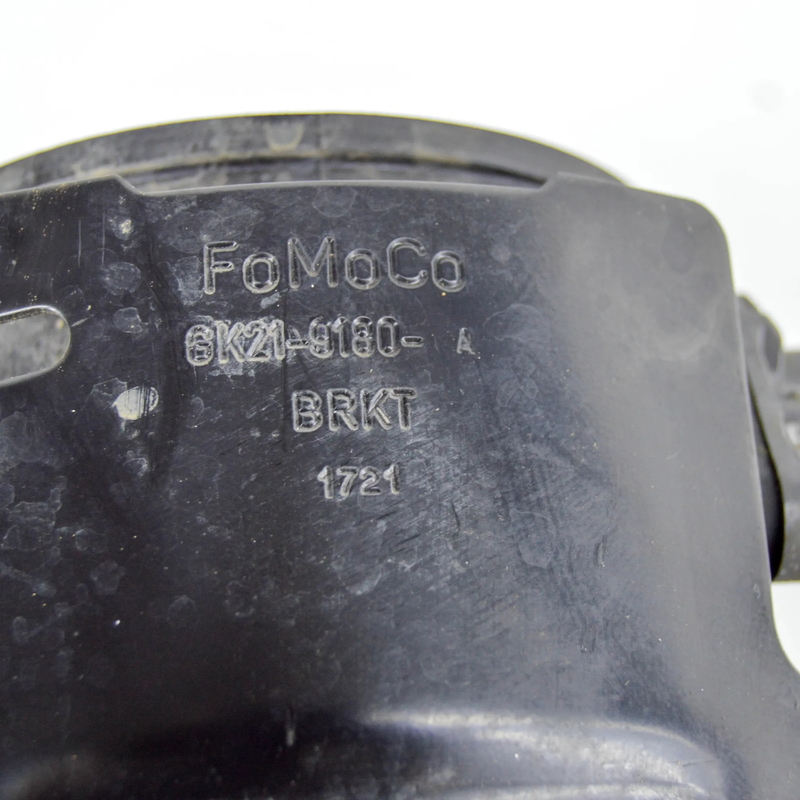 FoMoCo
6K21-9180- A
BRKT
1721